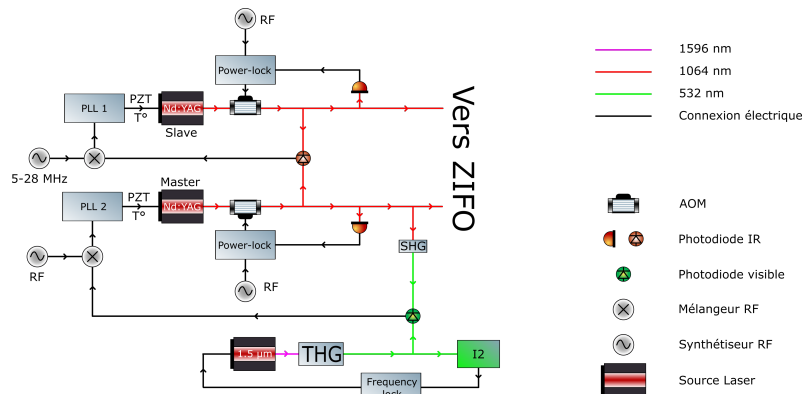 RF
Power-lock
PLL 1
PZT
T°
Nd:YAG
Slave
5-28 MHz
Master
PLL 2
PZT
T°
Nd:YAG
Power-lock
RF
RF
SHG
1.5 µm
THG
I2
Frequency
lock
Vers ZIFO
1596 nm
1064 nm
532 nm
Connexion électrique
AOM
Photodiode IR
Photodiode visible
Mélangeur RF
Synthétiseur RF
Source Laser